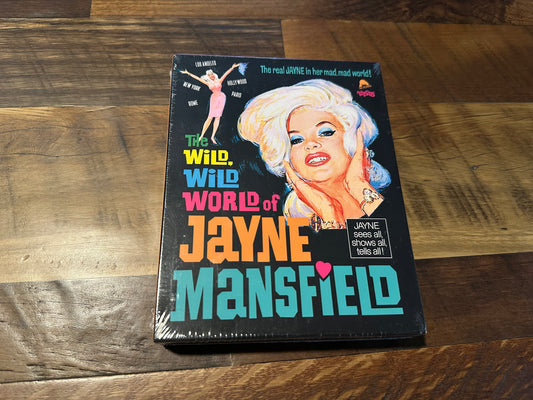 The real JAYNE in her mad, mad world!
LOS ANGELES
NEW YORK
HOLLYWOOD
ROME
PARIS
The
WiLD,
WiLD
WORLD of
JAYNE
MANSFiELD
JAYNE
sees all,
shows all,
tells all!